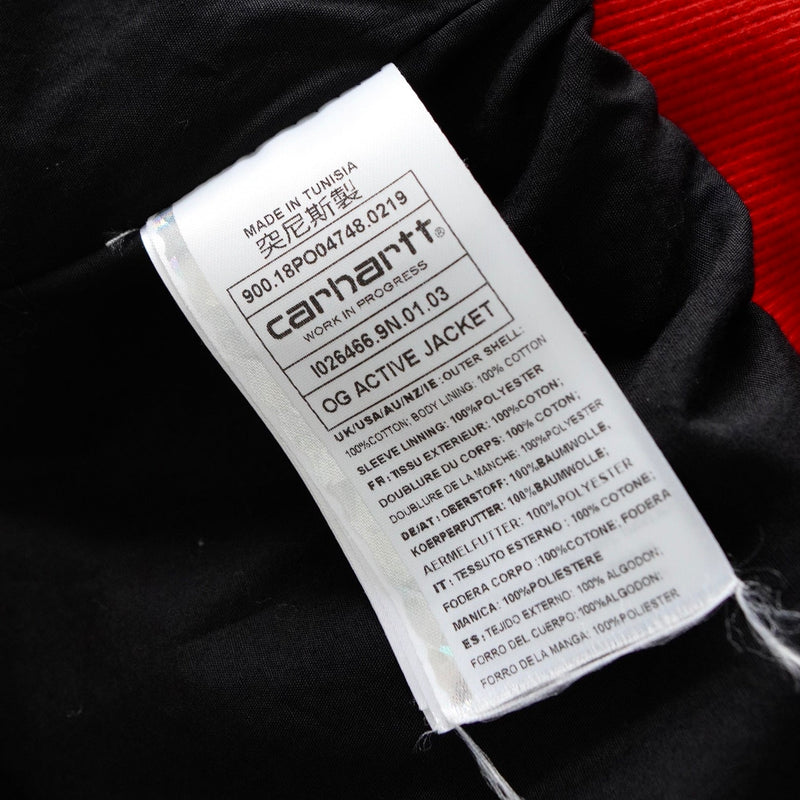 MADE IN TUNISIA
突尼斯製
900.18PO04748.0219
carhartt®
WORK IN PROGRESS
I026466.9N.01.03
OG ACTIVE JACKET
UK/USA/AU/NZ/IE:OUTER SHELL:
100%COTTON; BODY LINING: 100% COTTON
SLEEVE LINNING: 100%POLYESTER
FR: TISSU EXTERIEUR: 100%COTON;
DOUBLURE DU CORPS: 100% COTON;
DOUBLURE DE LA MANCHE: 100%POLYESTER
DE/AT: OBERSTOFF: 100%BAUMWOLLE,
KOERPERFUTTER: 100%BAUMWOLLE;
AERMELFUTTER: 100%POLYESTER
IT: TESSUTO ESTERNO: 100% COTONE;
FODERA CORPO :100%COTONE, FODERA
MANICA: 100%POLIESTERE
ES: TEJIDO EXTERNO: 100% ALGODON;
FORRO DEL CUERPO: 100% ALGODON;
FORRO DE LA MANGA: 100%POLIESTER